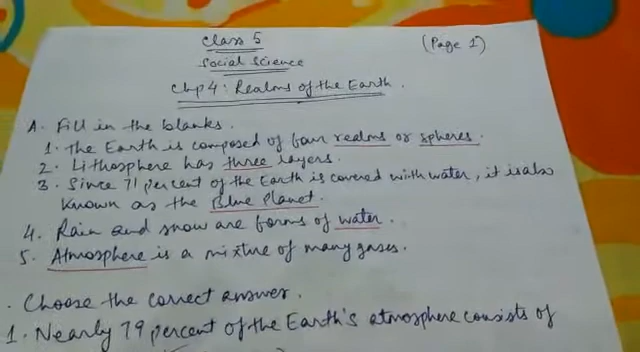 Class 5
(Page 1)
Social Science
Chp 4: Realms of the Earth.
A. Fill in the blanks.
1. The Earth is composed of four realms or spheres.
2. Lithosphere has three layers.
3. Since 71 percent of the Earth is covered with water, it is also
known as the Blue Planet.
4. Rain and snow are forms of water.
5. Atmosphere is a mixture of many gases.
. Choose the correct answer.
1. Nearly 79 percent of the Earth's atmosphere consists of